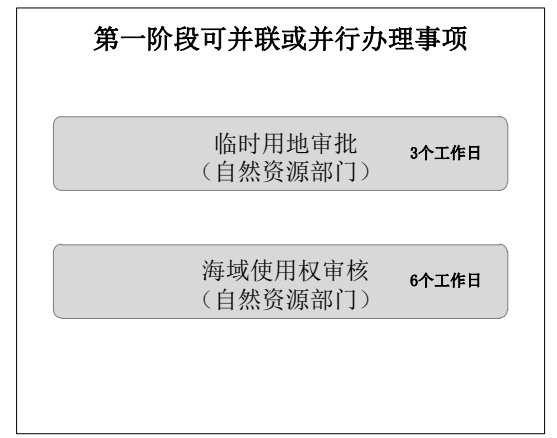 第一阶段可并联或并行办理事项
临时用地审批
（自然资源部门）
3个工作日
海域使用权审核
（自然资源部门）
6个工作日